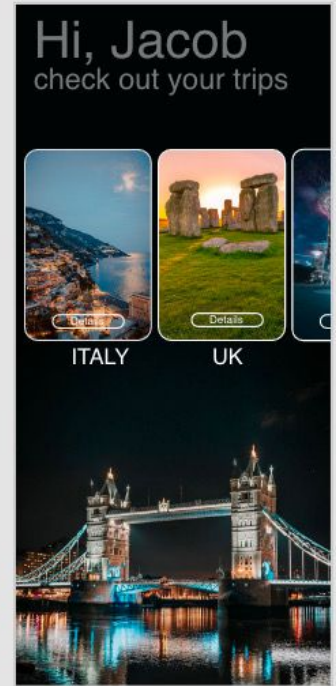 Hi, Jacob
check out your trips
Details
Details
ITALY
UK